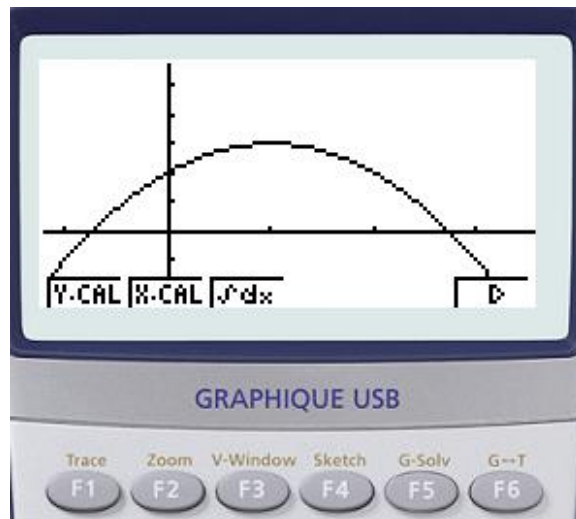 Y-CAL X-CAL ∫dx ▷
GRAPHIQUE USB
Trace Zoom V-Window Sketch G-Solv G↔T
F1 F2 F3 F4 F5 F6